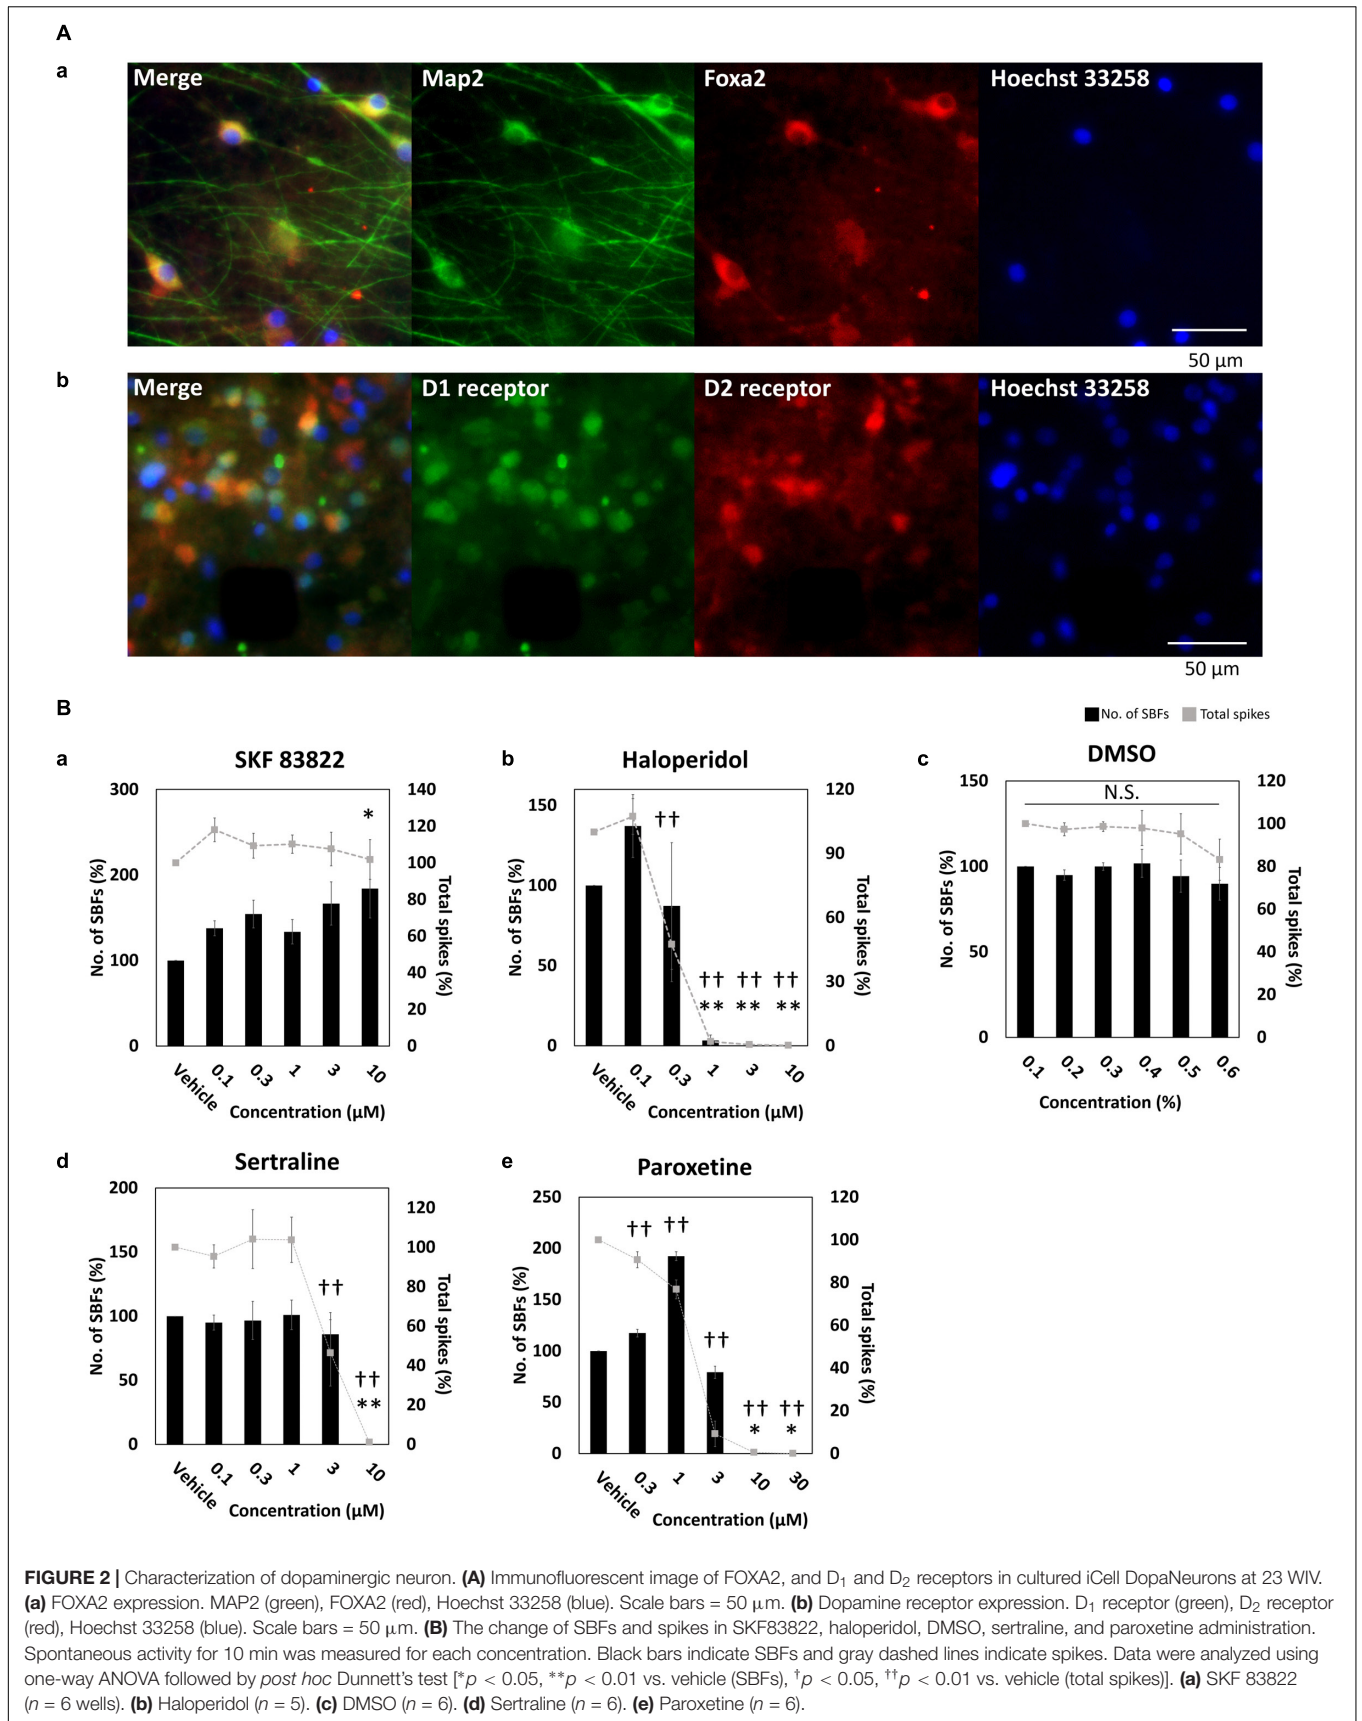 A
a
Merge
Map2
Foxa2
Hoechst 33258
50 µm
b
Merge
D1 receptor
D2 receptor
Hoechst 33258
50 µm
B
No. of SBFs
Total spikes
a
SKF 83822
300
200
100
0
No. of SBFs (%)
140
120
100
80
60
40
20
0
Total spikes (%)
*
Vehicle
0.1
0.3
1
3
10
Concentration (µM)
b
Haloperidol
150
100
50
0
No. of SBFs (%)
120
90
60
30
0
Total spikes (%)
††
†† †† ††
** ** **
Vehicle
0.1
0.3
1
3
10
Concentration (µM)
c
DMSO
150
100
50
0
No. of SBFs (%)
120
100
80
60
40
20
0
Total spikes (%)
N.S.
0.1
0.2
0.3
0.4
0.5
0.6
Concentration (%)
d
Sertraline
200
150
100
50
0
No. of SBFs (%)
120
100
80
60
40
20
0
Total spikes (%)
††
††
**
Vehicle
0.1
0.3
1
3
10
Concentration (µM)
e
Paroxetine
250
200
150
100
50
0
No. of SBFs (%)
120
100
80
60
40
20
0
Total spikes (%)
†† ††
††
†† ††
* *
Vehicle
0.3
1
3
10
30
Concentration (µM)
FIGURE 2 | Characterization of dopaminergic neuron. (A) Immunofluorescent image of FOXA2, and D1 and D2 receptors in cultured iCell DopaNeurons at 23 WIV.
(a) FOXA2 expression. MAP2 (green), FOXA2 (red), Hoechst 33258 (blue). Scale bars = 50 µm. (b) Dopamine receptor expression. D1 receptor (green), D2 receptor
(red), Hoechst 33258 (blue). Scale bars = 50 µm. (B) The change of SBFs and spikes in SKF83822, haloperidol, DMSO, sertraline, and paroxetine administration.
Spontaneous activity for 10 min was measured for each concentration. Black bars indicate SBFs and gray dashed lines indicate spikes. Data were analyzed using
one-way ANOVA followed by post hoc Dunnett's test [*p < 0.05, **p < 0.01 vs. vehicle (SBFs), †p < 0.05, ††p < 0.01 vs. vehicle (total spikes)]. (a) SKF 83822
(n = 6 wells). (b) Haloperidol (n = 5). (c) DMSO (n = 6). (d) Sertraline (n = 6). (e) Paroxetine (n = 6).